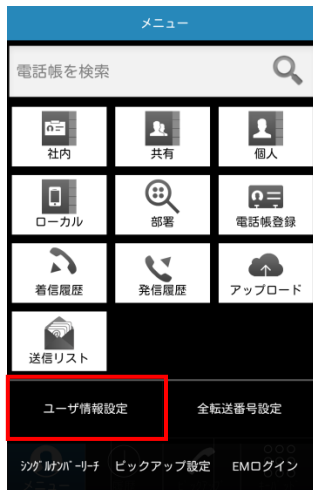 メニュー
電話帳を検索
社内
共有
個人
ローカル
部署
電話帳登録
着信履歴
発信履歴
アップロード
送信リスト
ユーザ情報設定
全転送番号設定
ｼﾝｸﾞﾙﾅﾝﾊﾞｰﾘｰﾁ
ピックアップ設定
EMログイン
メニュー